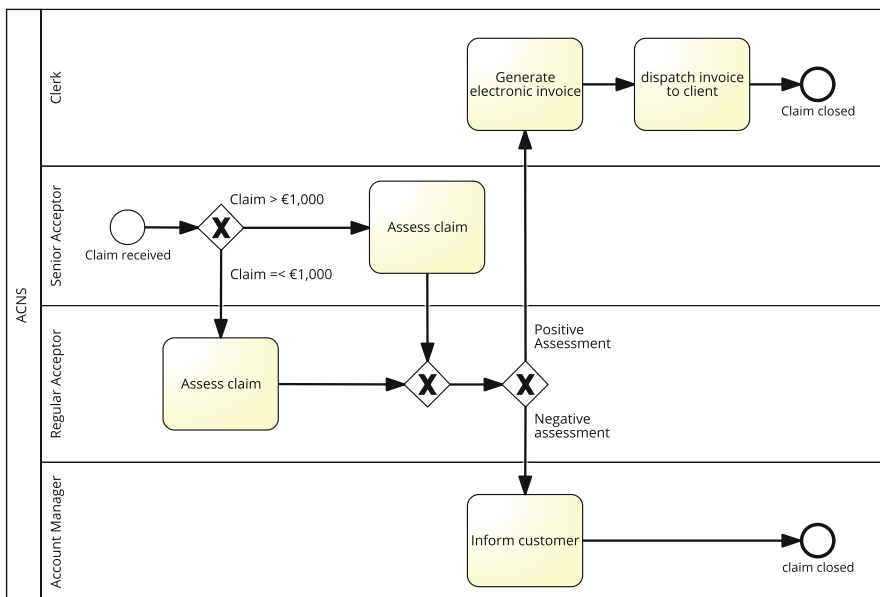 ACNS
Clerk
Generate
electronic invoice
dispatch invoice
to client
Claim closed
Senior Acceptor
Claim received
X
Claim > €1,000
Claim =< €1,000
Assess claim
Regular Acceptor
Assess claim
X
X
Positive
Assessment
Negative
assessment
Account Manager
Inform customer
claim closed